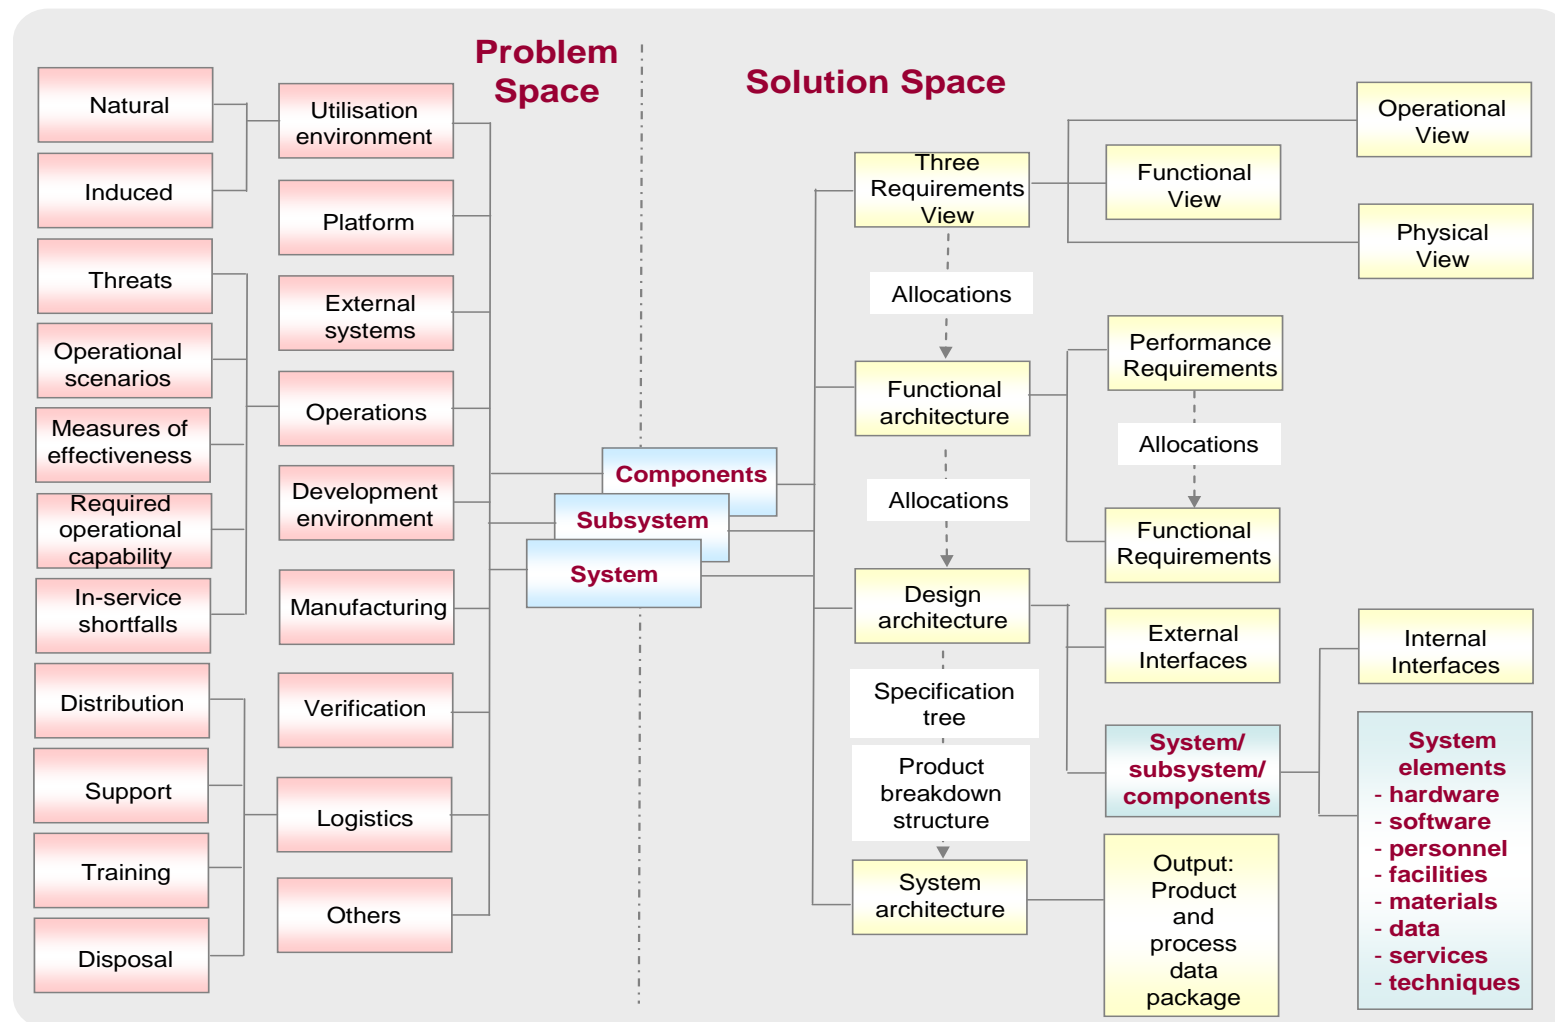 Problem
Space
Solution Space
Natural
Induced
Threats
Operational
scenarios
Measures of
effectiveness
Required
operational
capability
In-service
shortfalls
Distribution
Support
Training
Disposal
Utilisation
environment
Platform
External
systems
Operations
Development
environment
Manufacturing
Verification
Logistics
Others
Components
Subsystem
System
Three
Requirements
View
Allocations
Functional
architecture
Allocations
Design
architecture
Specification
tree
Product
breakdown
structure
System
architecture
Functional
View
Operational
View
Physical
View
Performance
Requirements
Allocations
Functional
Requirements
External
Interfaces
System/
subsystem/
components
Output:
Product
and
process
data
package
Internal
Interfaces
System
elements
- hardware
- software
- personnel
- facilities
- materials
- data
- services
- techniques